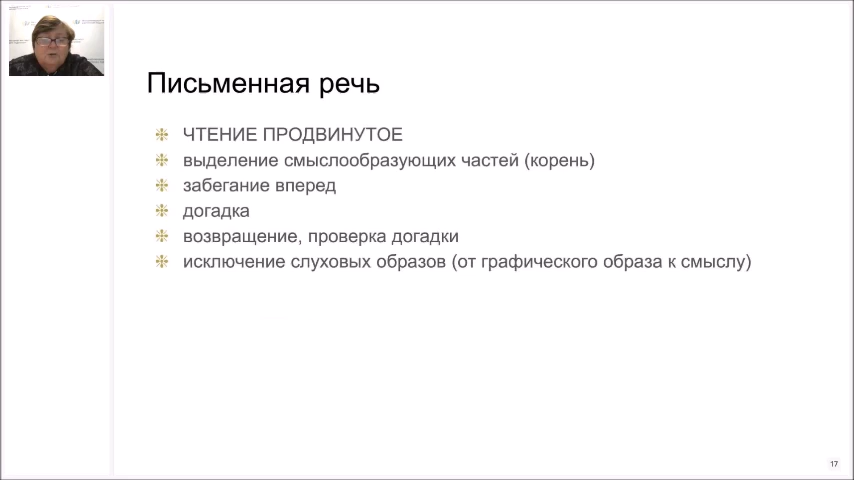 Письменная речь
ЧТЕНИЕ ПРОДВИНУТОЕ
выделение смыслообразующих частей (корень)
забегание вперед
догадка
возвращение, проверка догадки
исключение слуховых образов (от графического образа к смыслу)
17